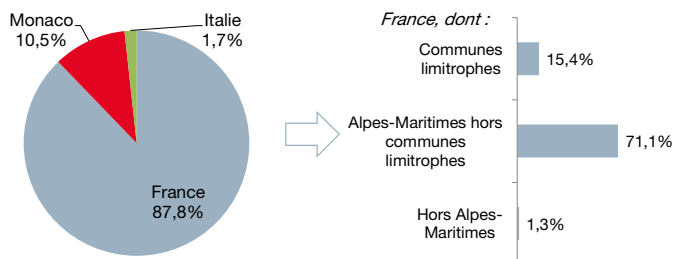 Monaco
10,5%
Italie
1,7%
France
87,8%
France, dont :
Communes
limitrophes
15,4%
Alpes-Maritimes hors
communes
limitrophes
71,1%
Hors Alpes-
Maritimes
1,3%